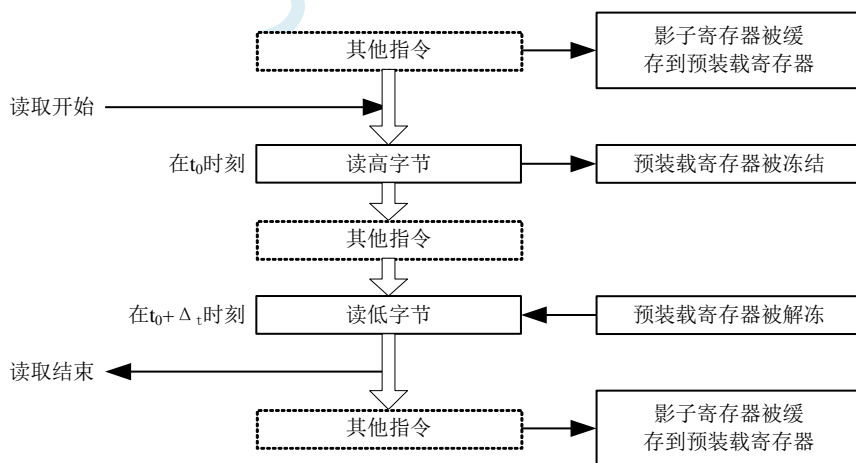 其他指令
影子寄存器被缓
存到预装载寄存器
读取开始
在t0时刻
读高字节
预装载寄存器被冻结
其他指令
在t0+Δt时刻
读低字节
预装载寄存器被解冻
读取结束
其他指令
影子寄存器被缓
存到预装载寄存器